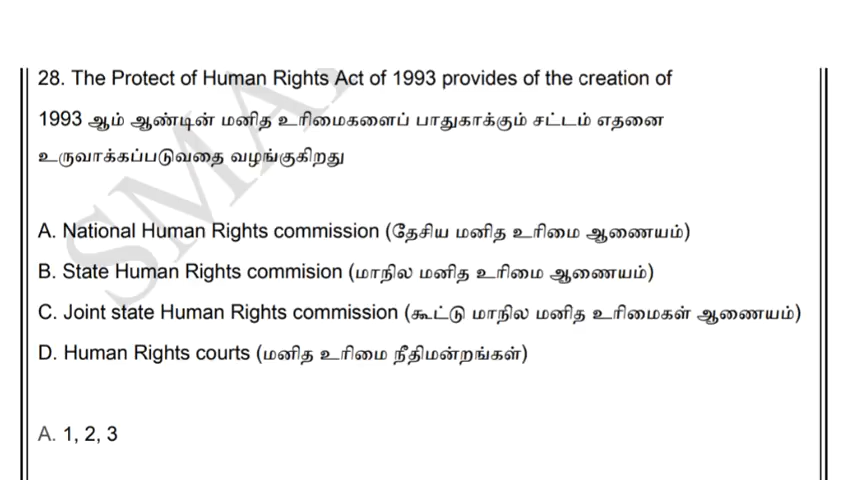 28. The Protect of Human Rights Act of 1993 provides of the creation of
1993 ஆம் ஆண்டின் மனித உரிமைகளைப் பாதுகாக்கும் சட்டம் எதனை
உருவாக்கப்படுவதை வழங்குகிறது
A. National Human Rights commission (தேசிய மனித உரிமை ஆணையம்)
B. State Human Rights commision (மாநில மனித உரிமை ஆணையம்)
C. Joint state Human Rights commission (கூட்டு மாநில மனித உரிமைகள் ஆணையம்)
D. Human Rights courts (மனித உரிமை நீதிமன்றங்கள்)
A. 1, 2, 3